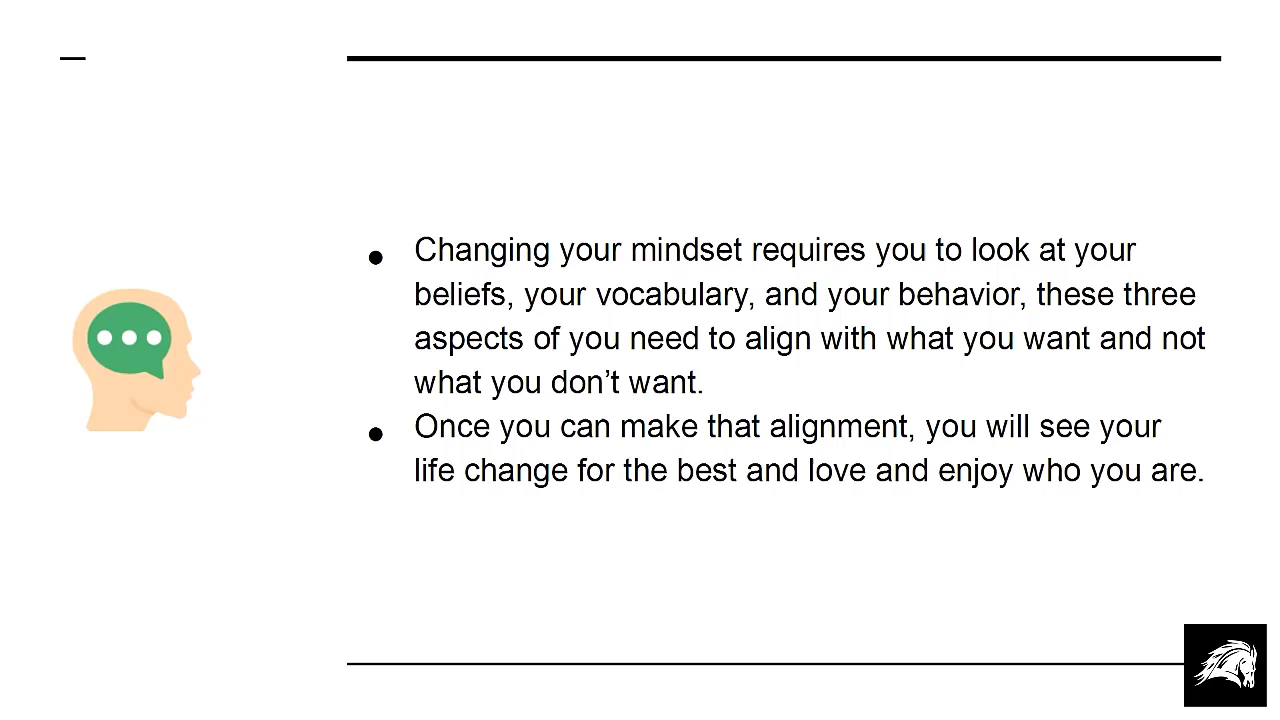 ● Changing your mindset requires you to look at your
beliefs, your vocabulary, and your behavior, these three
aspects of you need to align with what you want and not
what you don’t want.
● Once you can make that alignment, you will see your
life change for the best and love and enjoy who you are.